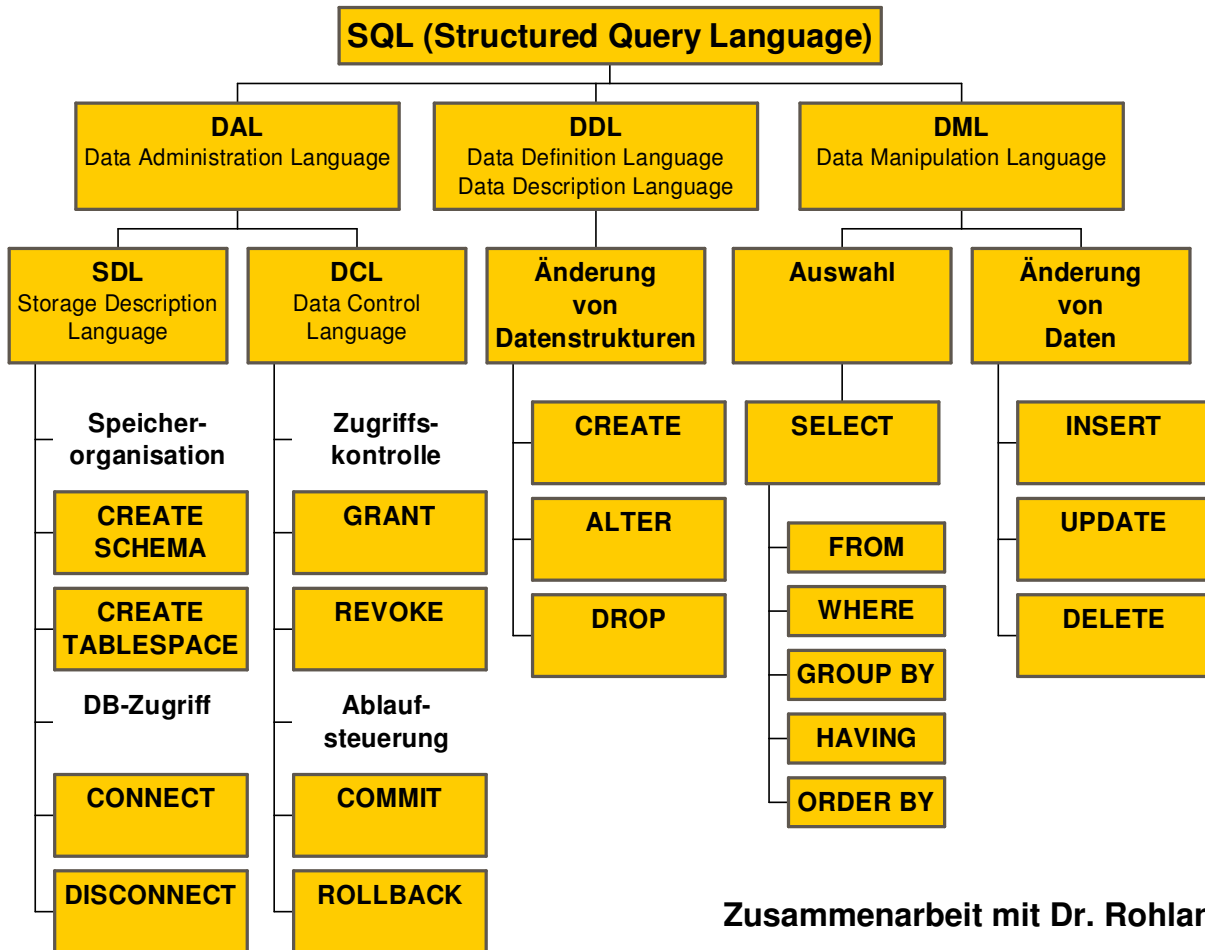 SQL (Structured Query Language)
DAL
Data Administration Language
DDL
Data Definition Language
Data Description Language
DML
Data Manipulation Language
SDL
Storage Description
Language
DCL
Data Control
Language
Änderung
von
Datenstrukturen
Auswahl
Änderung
von
Daten
Speicher-
organisation
CREATE
SCHEMA
CREATE
TABLESPACE
DB-Zugriff
CONNECT
DISCONNECT
Zugriffs-
kontrolle
GRANT
REVOKE
Ablauf-
steuerung
COMMIT
ROLLBACK
CREATE
ALTER
DROP
SELECT
FROM
WHERE
GROUP BY
HAVING
ORDER BY
INSERT
UPDATE
DELETE
Zusammenarbeit mit Dr.